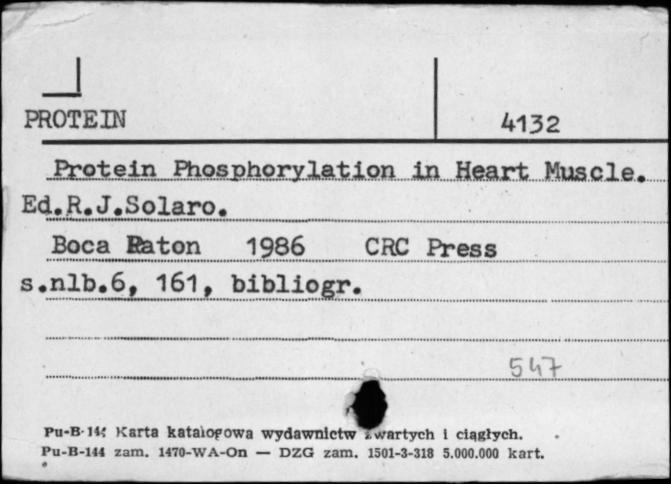 PROTEIN 4132
Protein Phosphorylation in Heart Muscle.
Ed.R.J.Solaro.
Boca Raton 1986 CRC Press
s.nlb.6, 161, bibliogr.
547
Pu-B-144 Karta katalogowa wydawnictw zwartych i ciągłych.
Pu-B-144 zam. 1470-WA-On — DZG zam. 1501-3-318 5.000.000 kart.